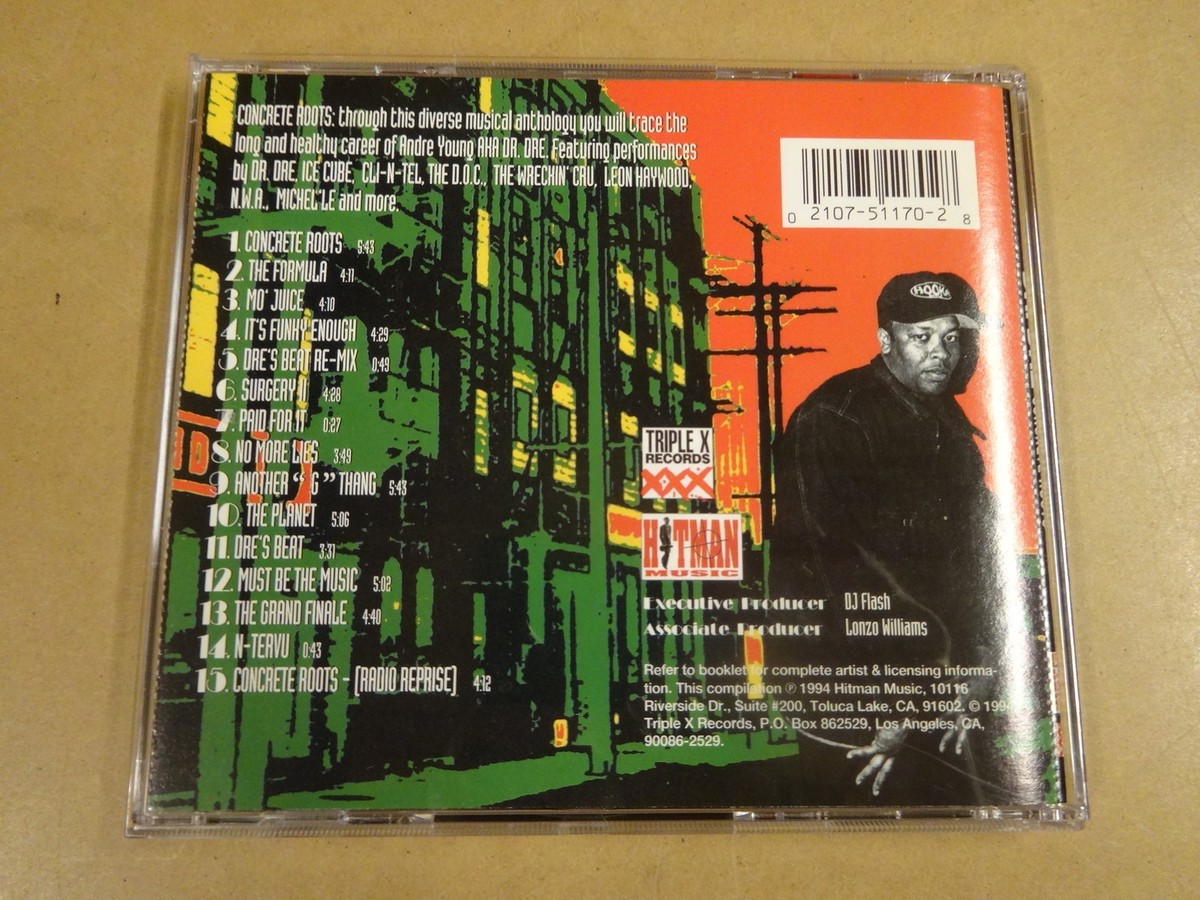 CONCRETE ROOTS: through this diverse musical anthology you will trace the
long and healthy career of Andre Young AKA DR. DRE. Featuring performances
by DR. DRE, ICE CUBE, CLI-N-TEL, THE D.O.C., THE WRECKIN' CRU, LEON HAYWOOD,
N.W.A., MICHEL'LE and more.
1. CONCRETE ROOTS 5:43
2. THE FORMULA 4:11
3. MO' JUICE 4:10
4. IT'S FUNKY ENOUGH 4:29
5. DRE'S BEAT RE-MIX 0:49
6. SURGERY II 4:28
7. PAID FOR IT 0:27
8. NO MORE LIES 3:49
9. ANOTHER "G" THANG 5:43
10. THE PLANET 5:06
11. DRE'S BEAT 3:31
12. MUST BE THE MUSIC 5:02
13. THE GRAND FINALE 4:40
14. N-TERVU 0:43
15. CONCRETE ROOTS - [RADIO REPRISE] 4:12
0 2107-51170-2 8
TRIPLE X
RECORDS
XXX
HITMAN
MUSIC
Executive Producer DJ Flash
Associate Producer Lonzo Williams
Refer to booklet for complete artist & licensing informa-
tion. This compilation ℗ 1994 Hitman Music, 10116
Riverside Dr., Suite #200, Toluca Lake, CA, 91602. © 1994
Triple X Records, P.O. Box 862529, Los Angeles, CA,
90086-2529.